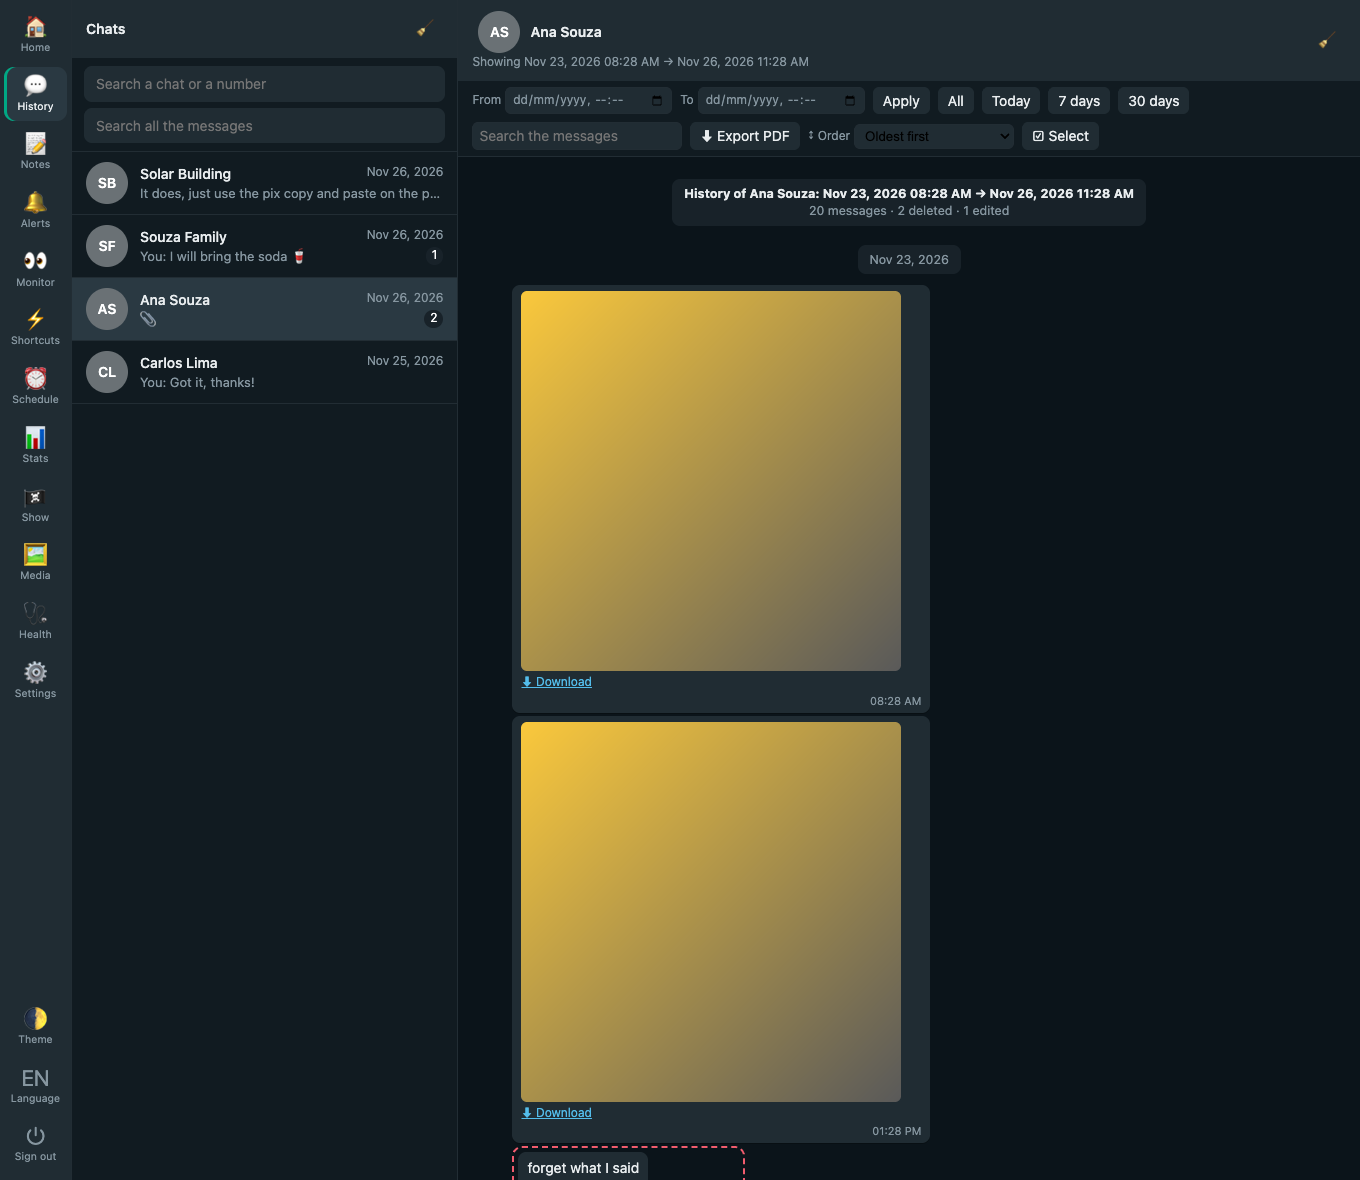 Home
History
Notes
Alerts
Monitor
Shortcuts
Schedule
Stats
Show
Media
Health
Settings
Theme
EN
Language
Sign out
Chats
Search a chat or a number
Search all the messages
SB
Solar Building
Nov 26, 2026
It does, just use the pix copy and paste on the p...
SF
Souza Family
Nov 26, 2026
You: I will bring the soda
1
AS
Ana Souza
Nov 26, 2026
2
CL
Carlos Lima
Nov 25, 2026
You: Got it, thanks!
AS
Ana Souza
Showing Nov 23, 2026 08:28 AM → Nov 26, 2026 11:28 AM
From dd/mm/yyyy, --:-- To dd/mm/yyyy, --:-- Apply All Today 7 days 30 days
Search the messages Export PDF Order Oldest first Select
History of Ana Souza: Nov 23, 2026 08:28 AM → Nov 26, 2026 11:28 AM
20 messages · 2 deleted · 1 edited
Nov 23, 2026
Download
08:28 AM
Download
01:28 PM
forget what I said